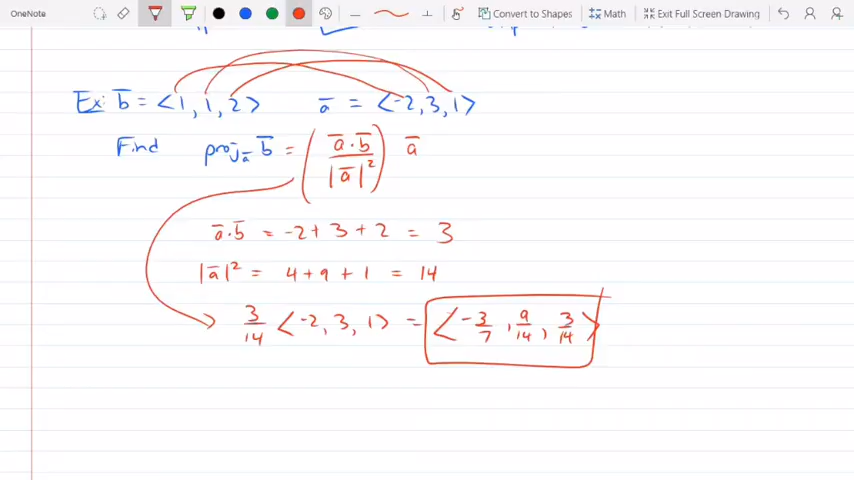 OneNote
Convert to Shapes Math Exit Full Screen Drawing
Ex: b̅ = <1, 1, 2> a̅ = <-2, 3, 1>
Find proj_a̅ b̅ = (a̅·b̅ / |a̅|²) a̅
a̅·b̅ = -2 + 3 + 2 = 3
|a̅|² = 4 + 9 + 1 = 14
3/14 <-2, 3, 1> = <-3/7, 9/14, 3/14>